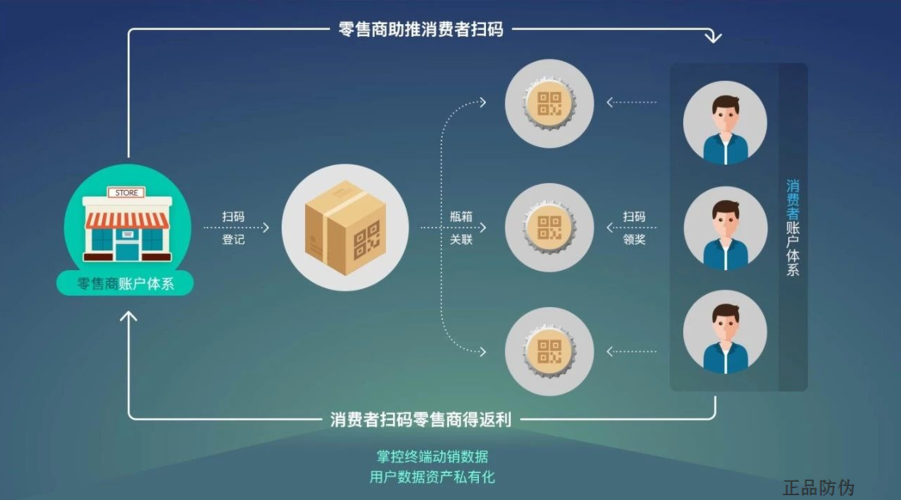 零售商助推消费者扫码
STORE
零售商账户体系
扫码
登记
瓶箱
关联
扫码
领奖
消费者账户体系
消费者扫码零售商得返利
掌控终端动销数据
用户数据资产私有化
正品防伪